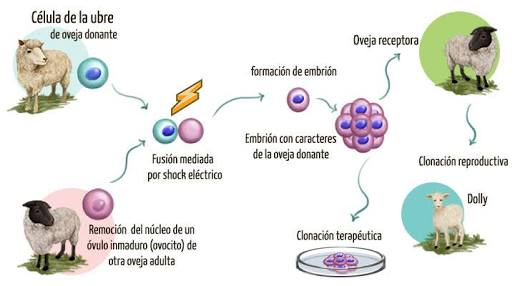 Célula de la ubre
de oveja donante
Fusión mediada
por shock eléctrico
Remoción del núcleo de un
óvulo inmaduro (ovocito) de
otra oveja adulta
formación de embrión
Embrión con caracteres
de la oveja donante
Oveja receptora
Clonación reproductiva
Dolly
Clonación terapéutica